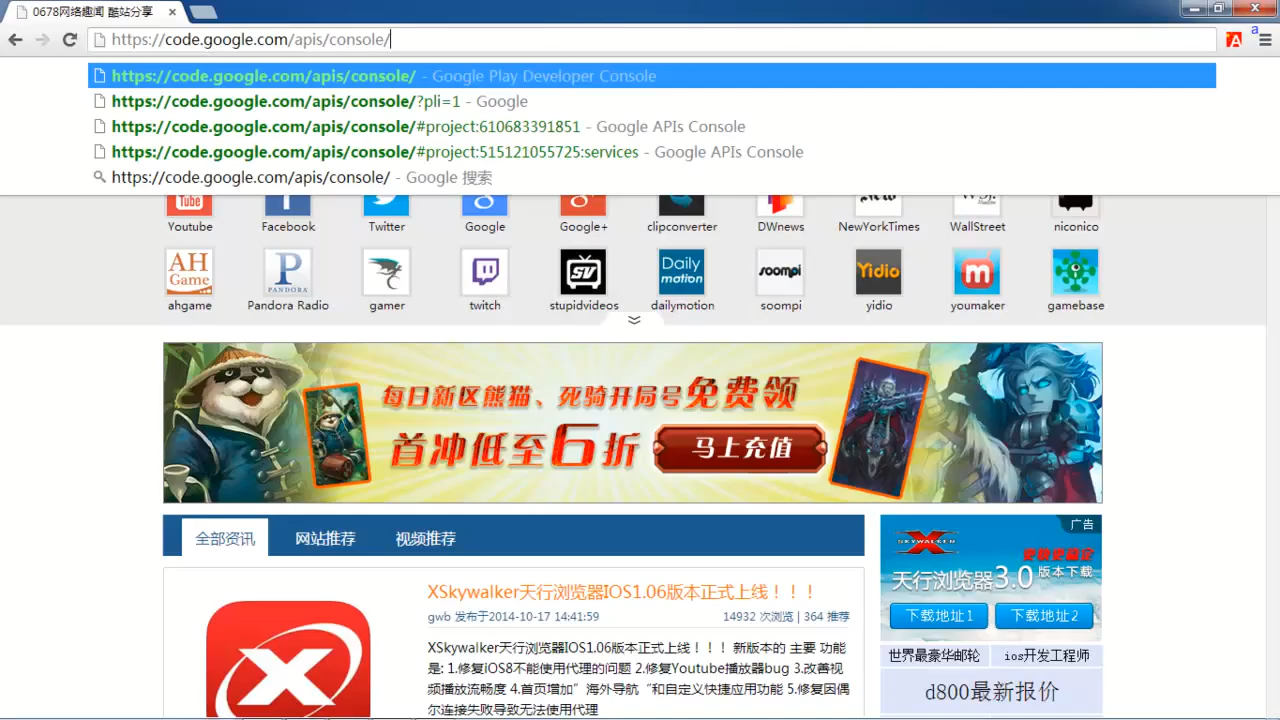 0678网络趣闻 酷站分享
https://code.google.com/apis/console/
https://code.google.com/apis/console/ - Google Play Developer Console
https://code.google.com/apis/console/?pli=1 - Google
https://code.google.com/apis/console/#project:610683391851 - Google APIs Console
https://code.google.com/apis/console/#project:515121055725:services - Google APIs Console
https://code.google.com/apis/console/ - Google 搜索
Tube
Youtube Facebook Twitter Google Google+ clipconverter DWnews NewYorkTimes WallStreet niconico
AH Game
PANDORA
SV
Daily motion
soompi
Yidio
ahgame Pandora Radio gamer twitch stupidvideos dailymotion soompi yidio youmaker gamebase
每日新区熊猫、死骑开局号免费领
首冲低至6折
马上充值
全部资讯 网站推荐 视频推荐
XSkywalker天行浏览器IOS1.06版本正式上线！！！
gwb 发布于2014-10-17 14:41:59 14932 次浏览 | 364 推荐
XSkywalker天行浏览器IOS1.06版本正式上线！！！ 新版本的 主要 功能
是: 1.修复IOS8不能使用代理的问题 2.修复Youtube播放器bug 3.改善视
频播放流畅度 4.首页增加”海外导航“和自定义快捷应用功能 5.修复因偶
尔连接失败导致无法使用代理
广告
SKYWALKER
天行浏览器3.0 版本下载
下载地址1 下载地址2
世界最豪华邮轮 ios开发工程师
d800最新报价